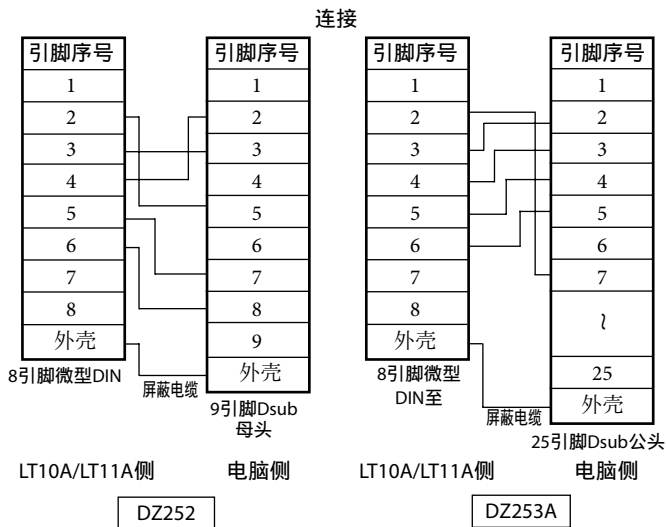 连接
引脚序号 引脚序号 引脚序号 引脚序号
1 1 1 1
2 2 2 2
3 3 3 3
4 4 4 4
5 5 5 5
6 6 6 6
7 7 7 7
8 8 8 ~
外壳 9 外壳 25
外壳 外壳
8引脚微型DIN 屏蔽电缆 9引脚Dsub
母头
8引脚微型
DIN至
屏蔽电缆
25引脚Dsub公头
LT10A/LT11A侧 电脑侧 LT10A/LT11A侧 电脑侧
DZ252 DZ253A